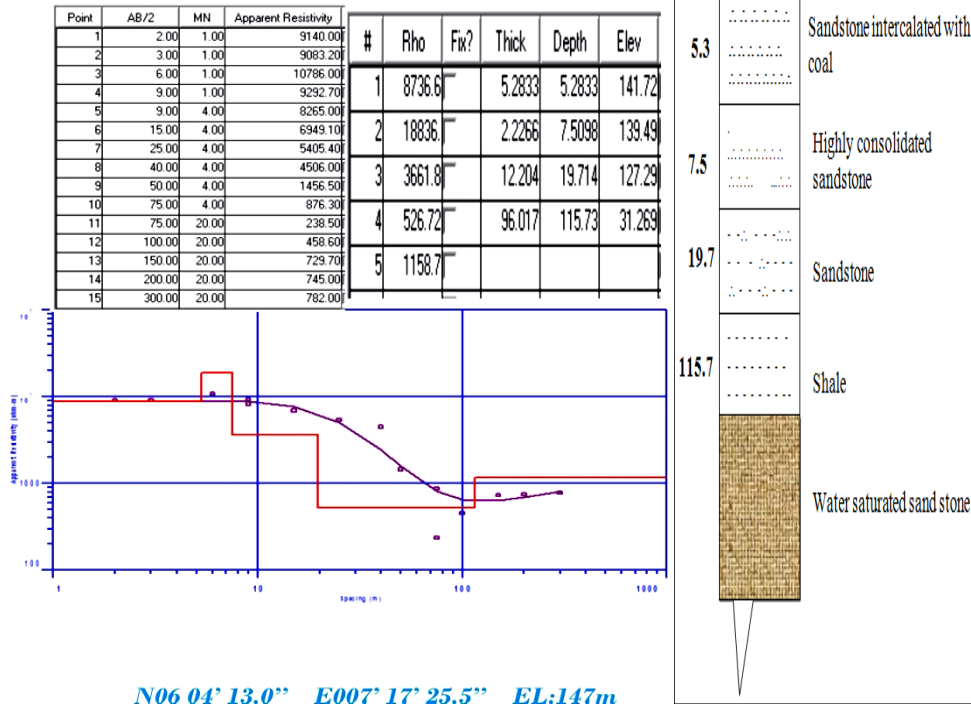 Point AB/2 MN Apparent Resistivity
1 2.00 1.00 9140.00
2 3.00 1.00 9083.20
3 6.00 1.00 10786.00
4 9.00 1.00 9292.70
5 9.00 4.00 8265.00
6 15.00 4.00 6949.10
7 25.00 4.00 5405.40
8 40.00 4.00 4506.00
9 50.00 4.00 1456.50
10 75.00 4.00 876.30
11 75.00 20.00 238.50
12 100.00 20.00 458.60
13 150.00 20.00 729.70
14 200.00 20.00 745.00
15 300.00 20.00 782.00
# Rho Fix? Thick Depth Elev
1 8736.6 5.2833 5.2833 141.72
2 18836. 2.2266 7.5098 139.49
3 3661.8 12.204 19.714 127.29
4 526.72 96.017 115.73 31.269
5 1158.7
5.3 Sandstone intercalated with
coal
7.5 Highly consolidated
sandstone
19.7 Sandstone
115.7 Shale
Water saturated sand stone
Apparent Resistivity (ohm-m)
1000
100
1 10 100 1000
Spacing (m)
N06 04' 13.0” E007' 17' 25.5” EL:147m